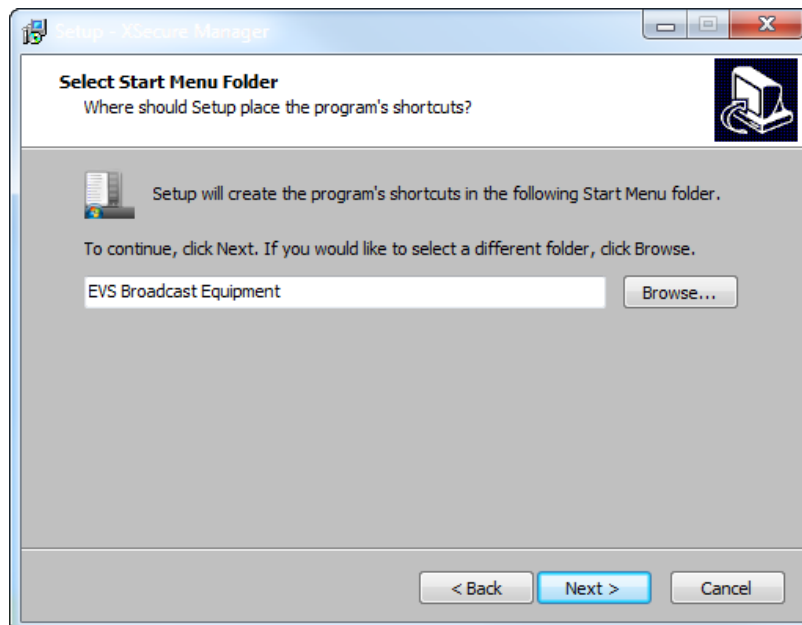 Setup - XSecure Manager
Select Start Menu Folder
Where should Setup place the program's shortcuts?
Setup will create the program's shortcuts in the following Start Menu folder.
To continue, click Next. If you would like to select a different folder, click Browse.
EVS Broadcast Equipment
Browse...
< Back
Next >
Cancel